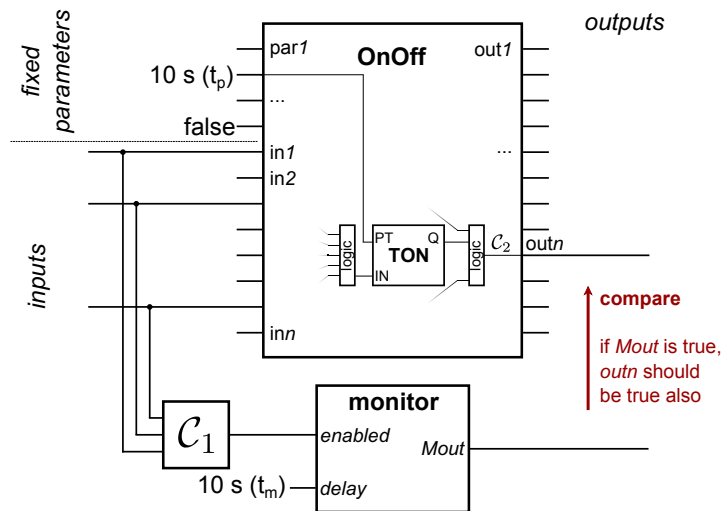 fixed
parameters
inputs
outputs
OnOff
par1
out1
10 s (tp)
...
false
in1
...
in2
logic
PT
Q
TON
IN
logic
C2
outn
inn
compare
if Mout is true,
outn should
be true also
C1
monitor
enabled
Mout
10 s (tm)
delay